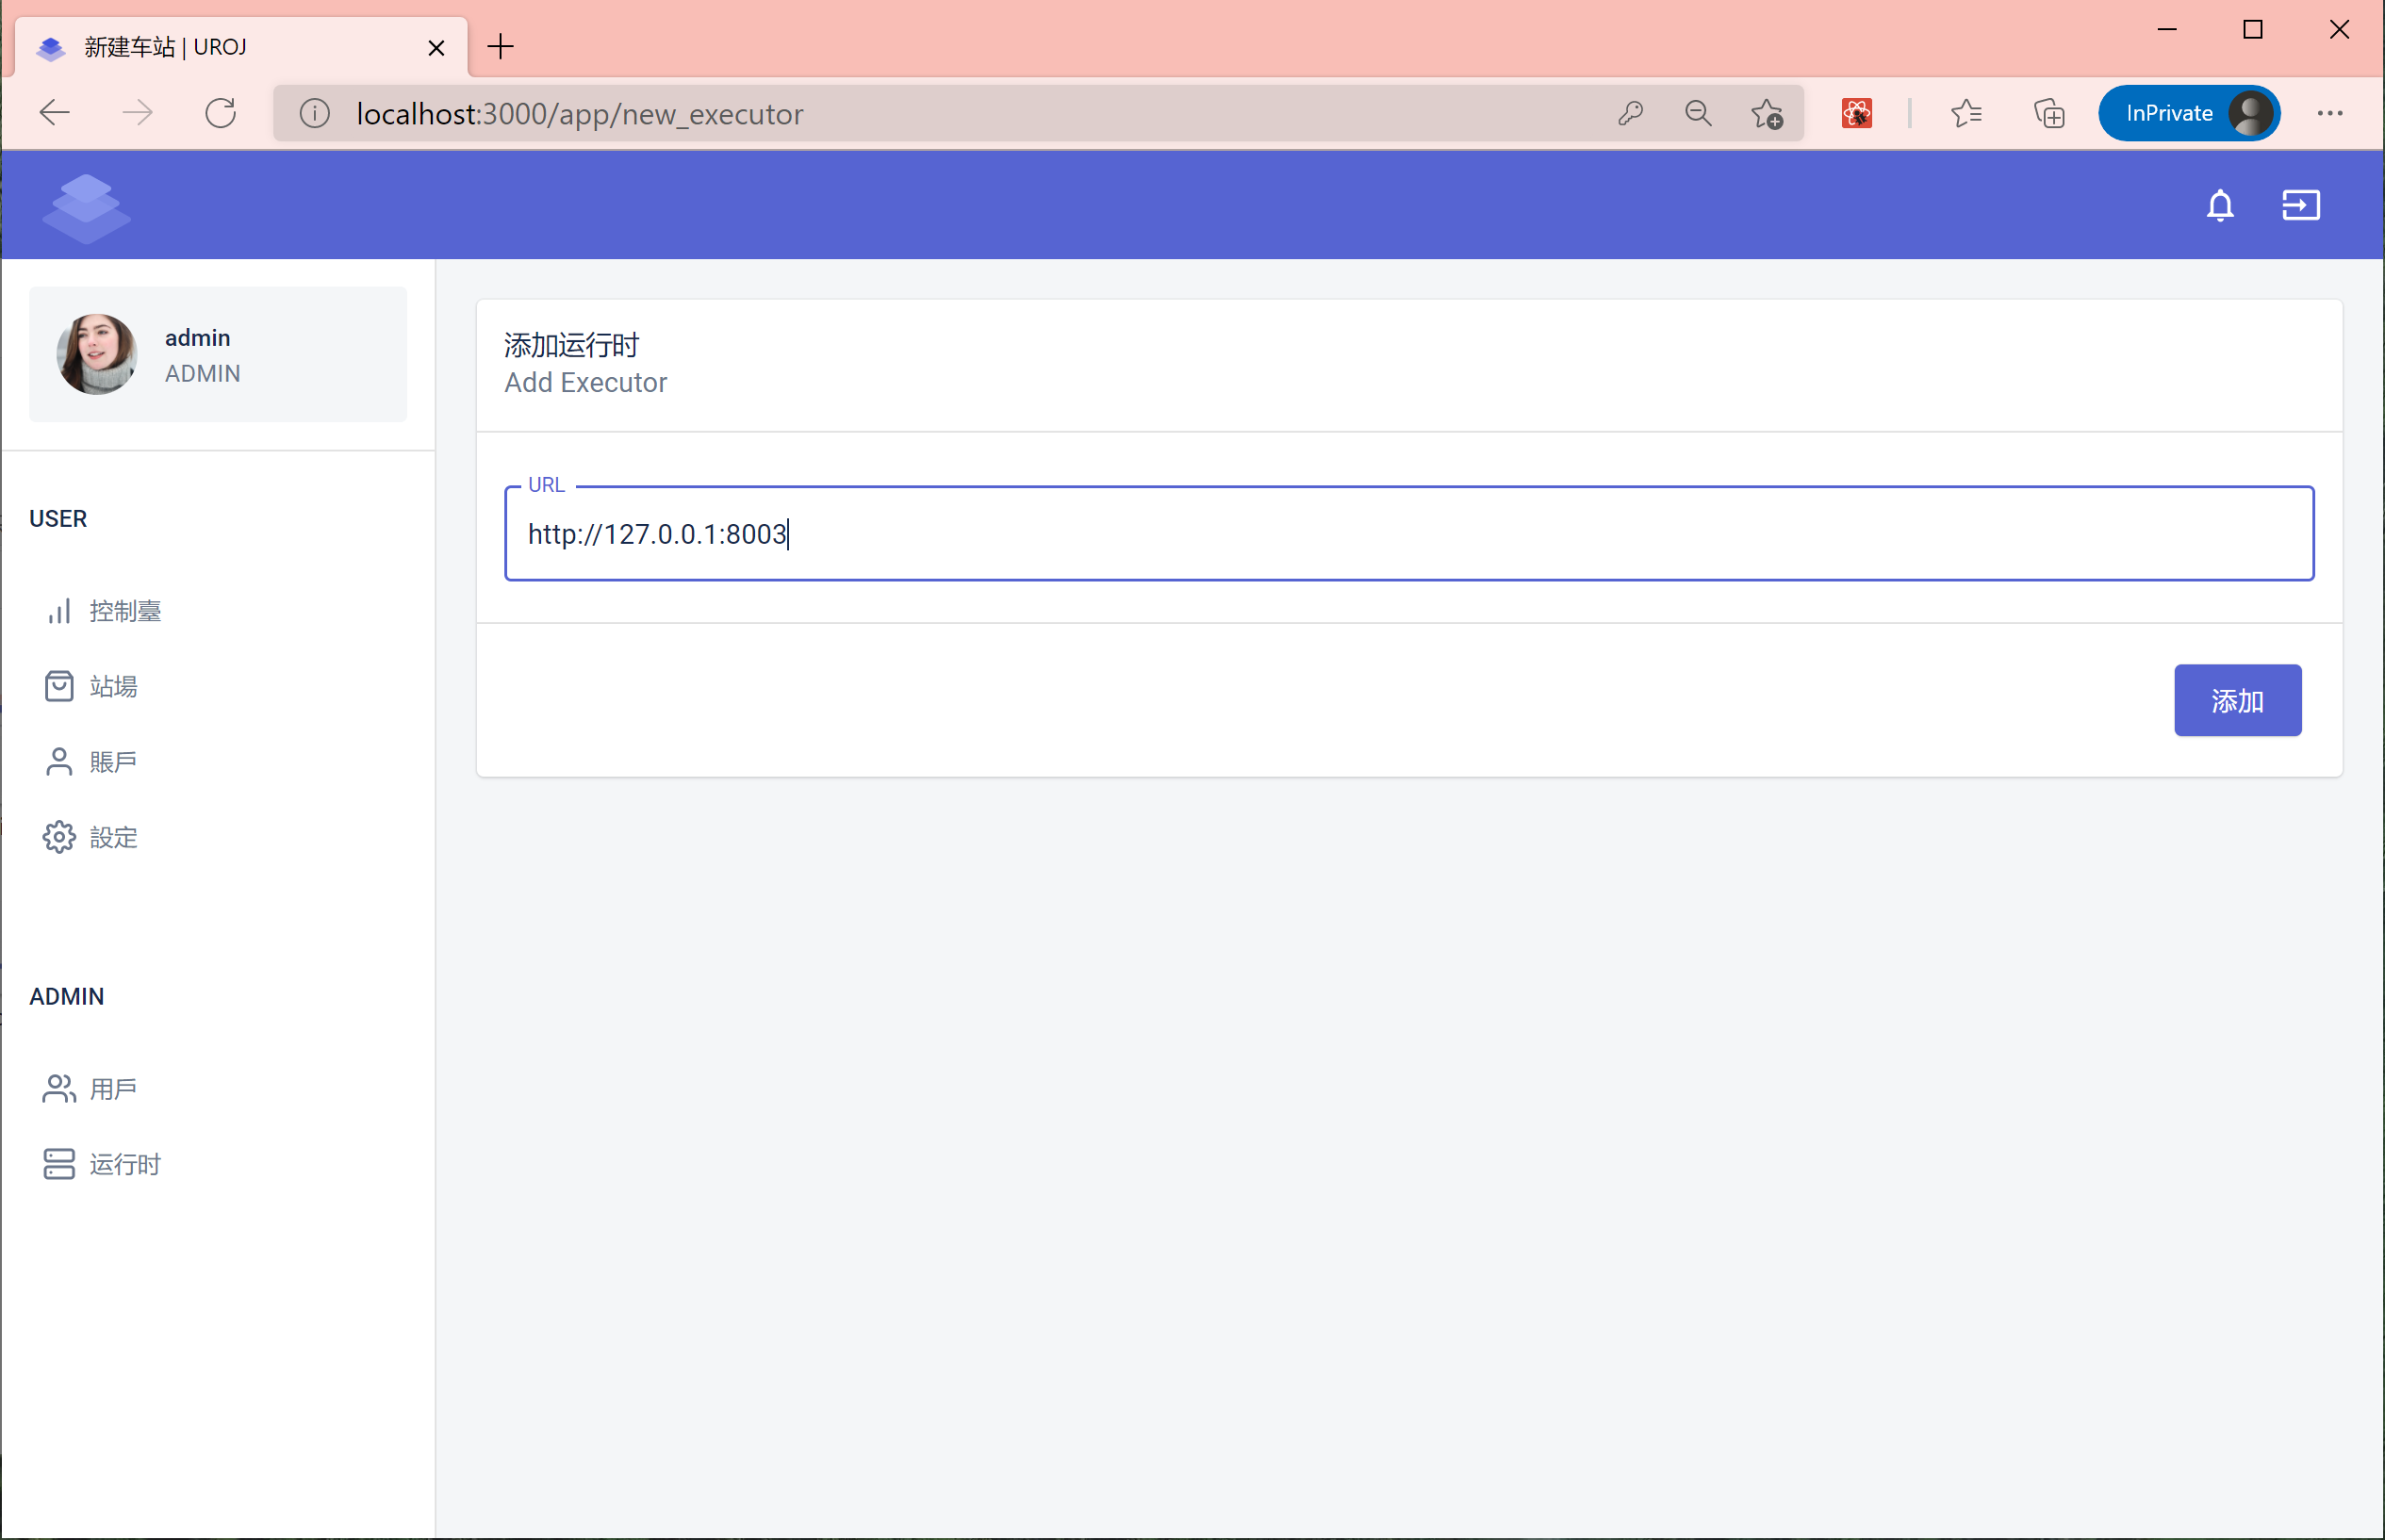 新建车站 | UROJ
localhost:3000/app/new_executor
InPrivate
admin
ADMIN
USER
控制臺
站場
賬戶
設定
ADMIN
用戶
运行时
添加运行时
Add Executor
URL
http://127.0.0.1:8003
添加